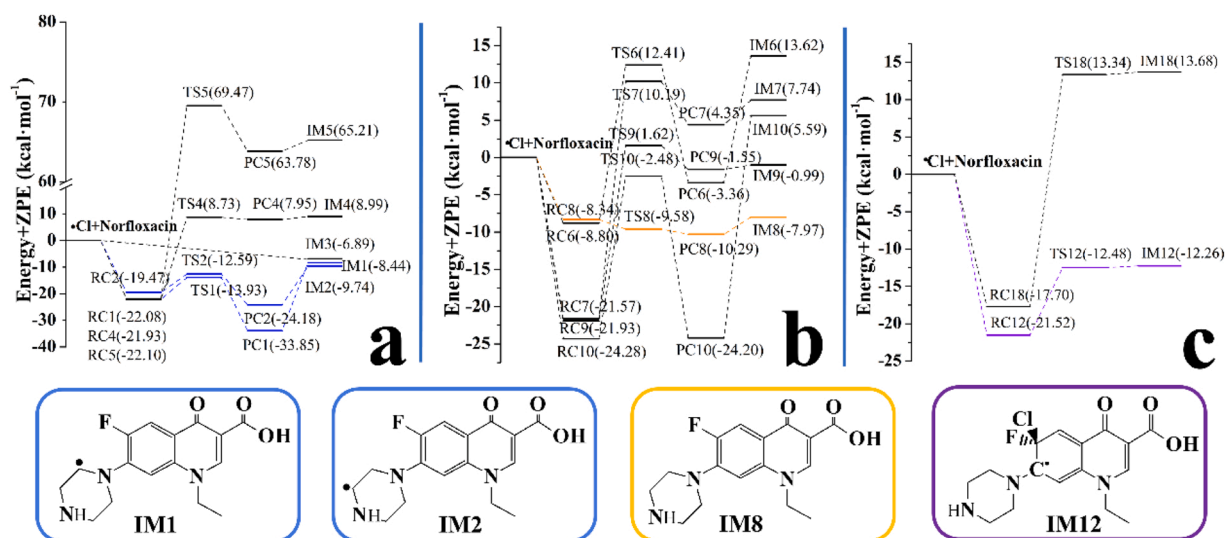 80
70
60
10
0
-10
-20
-30
-40
Energy+ZPE (kcal·mol⁻¹)
TS5(69.47)
IM5(65.21)
PC5(63.78)
TS4(8.73)
PC4(7.95)
IM4(8.99)
•Cl+Norfloxacin
IM3(-6.89)
TS2(-12.59)
IM1(-8.44)
RC2(-19.47)
TS1(-13.93)
IM2(-9.74)
RC1(-22.08)
PC2(-24.18)
RC4(-21.93)
PC1(-33.85)
RC5(-22.10)
a
15
10
5
0
-5
-10
-15
-20
-25
Energy+ZPE (kcal·mol⁻¹)
TS6(12.41)
IM6(13.62)
TS7(10.19)
IM7(7.74)
PC7(4.35)
IM10(5.59)
TS9(1.62)
•Cl+Norfloxacin
TS10(-2.48)
PC9(-1.55)
IM9(-0.99)
PC6(-3.36)
RC8(-8.34)
TS8(-9.58)
RC6(-8.80)
IM8(-7.97)
PC8(-10.29)
RC7(-21.57)
RC9(-21.93)
RC10(-24.28)
PC10(-24.20)
b
15
10
5
0
-5
-10
-15
-20
-25
Energy+ZPE (kcal·mol⁻¹)
TS18(13.34)
IM18(13.68)
•Cl+Norfloxacin
TS12(-12.48)
IM12(-12.26)
RC18(-17.70)
RC12(-21.52)
c
F
O
O
OH
N
N
NH
IM1
F
O
O
OH
N
N
NH
IM2
F
O
O
OH
N
N
NH
IM8
Cl
F
O
O
OH
C
N
N
HN
IM12